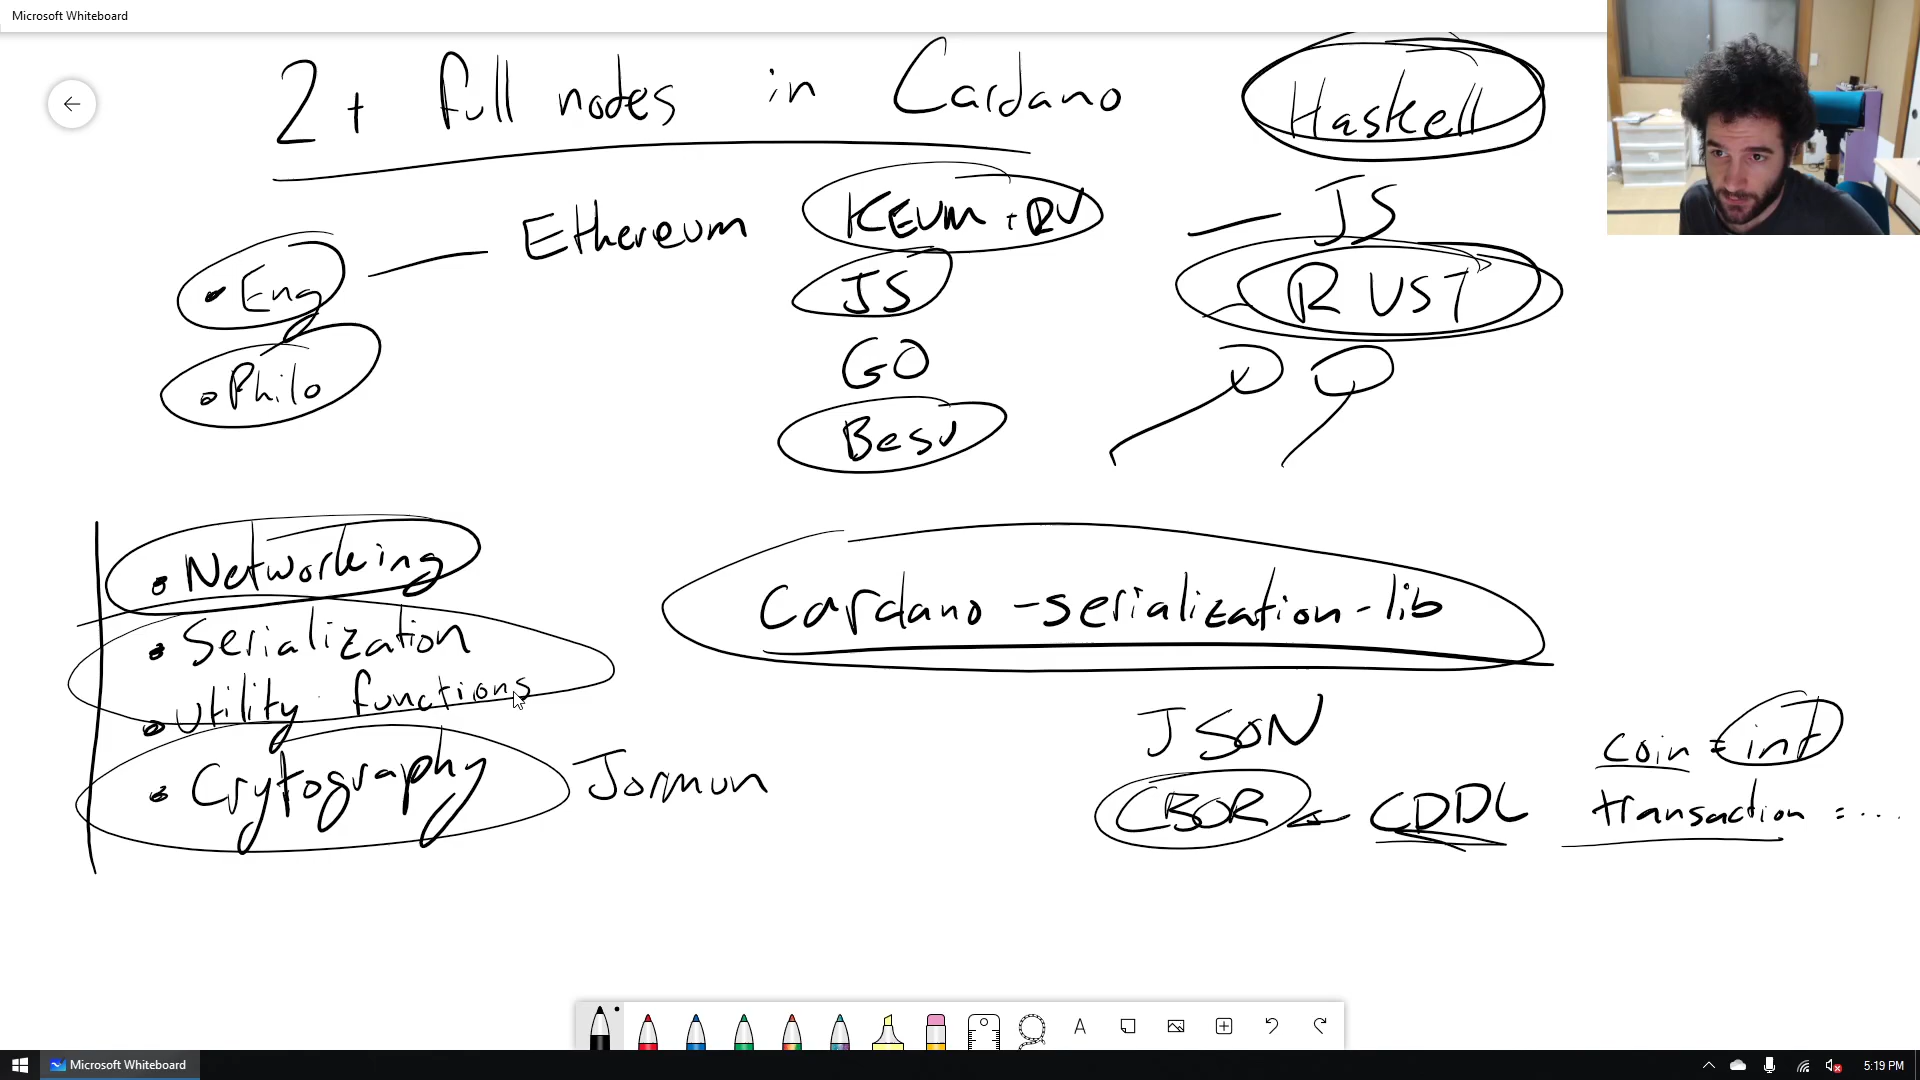 Microsoft Whiteboard
2+ full nodes in Cardano
Haskell
• Eng
Ethereum
KEVM + RV
JS
• Philo
JS
RUST
GO
Besu
• Networking
• Serialization
• Utility functions
• Crytography
Jormun
Cardano-serialization-lib
JSON
CBOR ← CDDL
coin = int
transaction = ...
A
Microsoft Whiteboard
5:19 PM